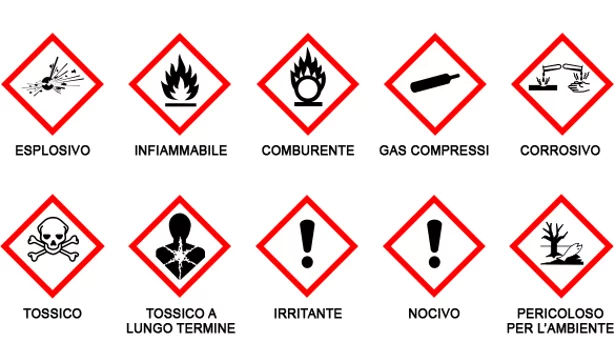 ESPLOSIVO INFIAMMABILE COMBURENTE GAS COMPRESSI CORROSIVO
TOSSICO TOSSICO A IRRITANTE NOCIVO PERICOLOSO
LUNGO TERMINE PER L'AMBIENTE